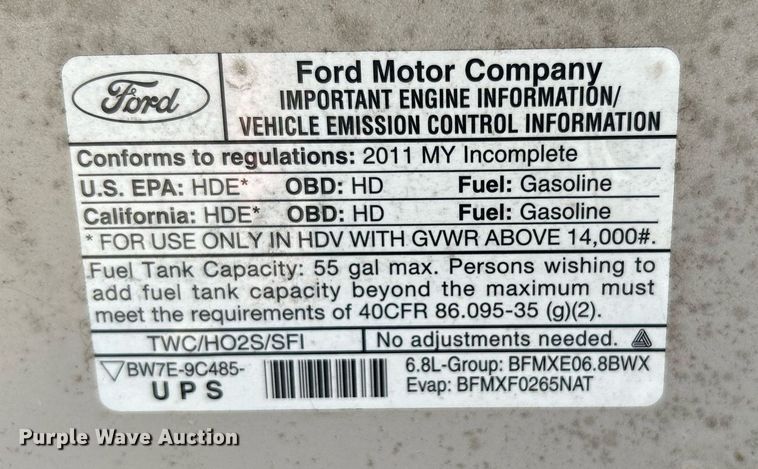 Ford
Ford Motor Company
IMPORTANT ENGINE INFORMATION/
VEHICLE EMISSION CONTROL INFORMATION
Conforms to regulations: 2011 MY Incomplete
U.S. EPA: HDE* OBD: HD Fuel: Gasoline
California: HDE* OBD: HD Fuel: Gasoline
* FOR USE ONLY IN HDV WITH GVWR ABOVE 14,000#.
Fuel Tank Capacity: 55 gal max. Persons wishing to
add fuel tank capacity beyond the maximum must
meet the requirements of 40CFR 86.095-35 (g)(2).
TWC/HO2S/SFI No adjustments needed.
BW7E-9C485-
UPS
6.8L-Group: BFMXE06.8BWX
Evap: BFMXF0265NAT
Purple Wave Auction